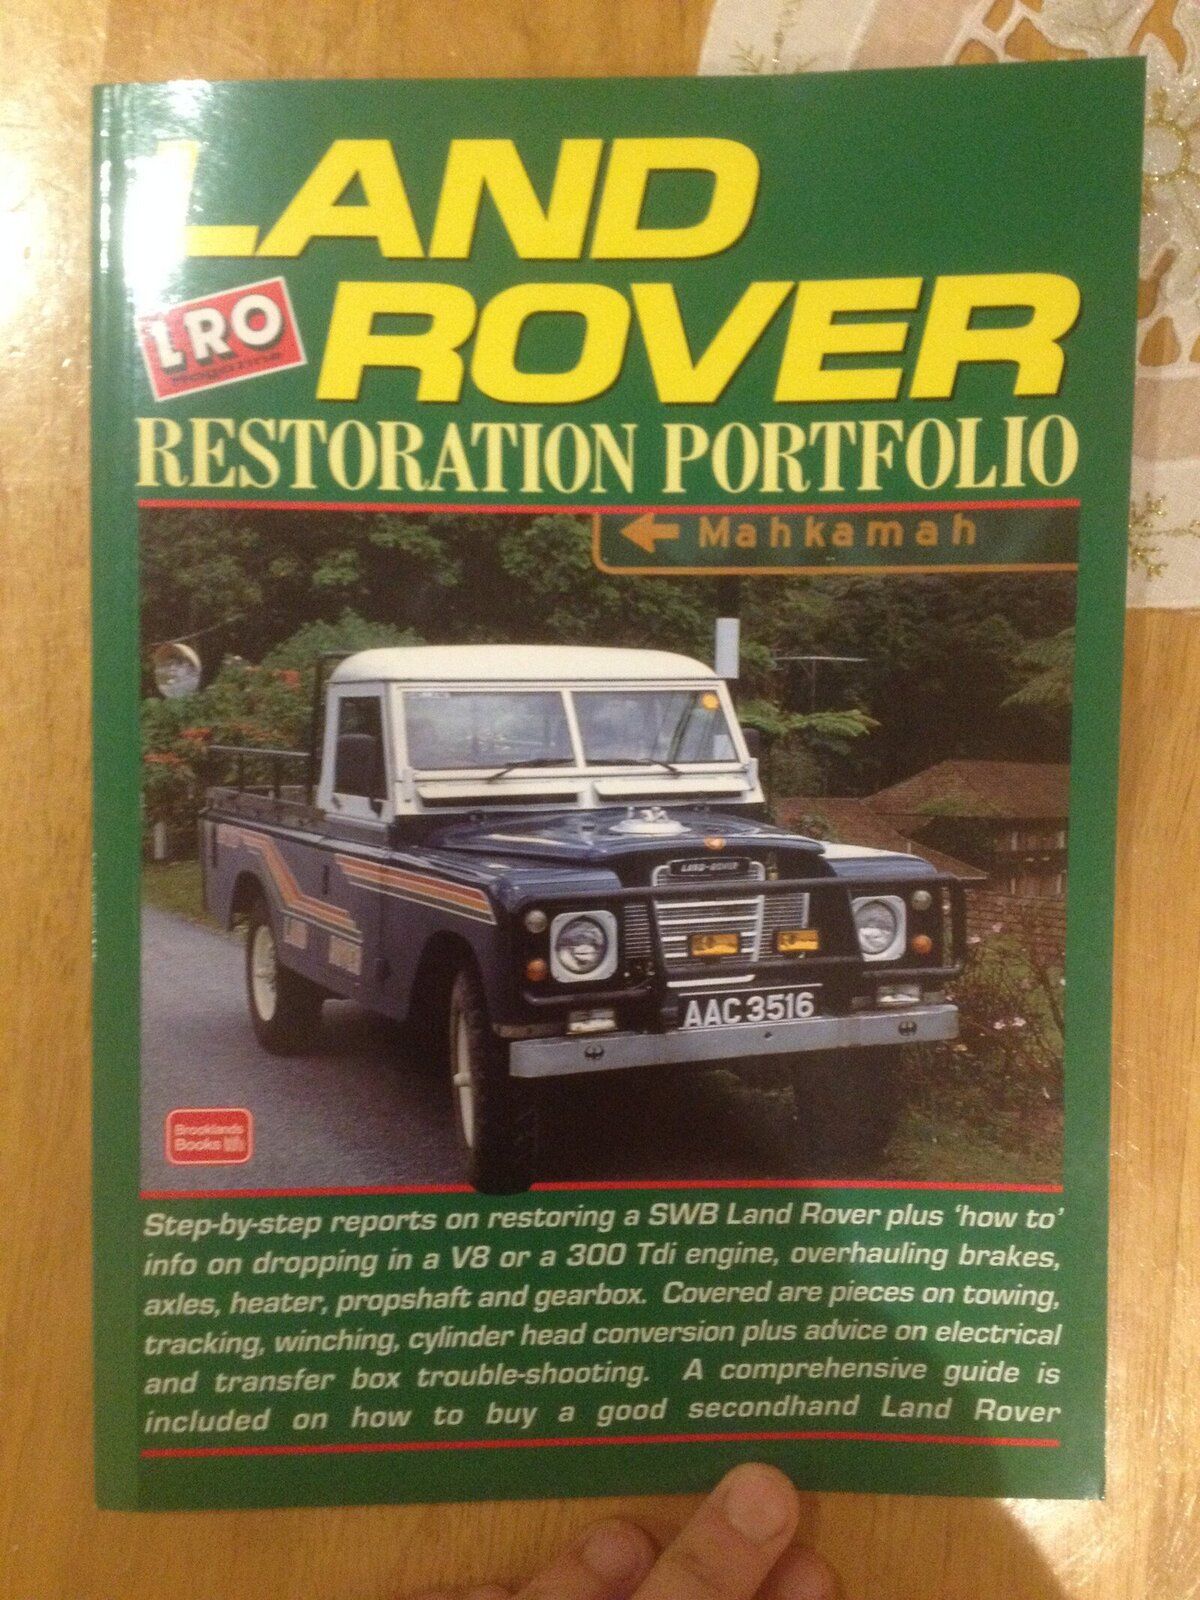 LAND
LRO
Magazine
ROVER
RESTORATION PORTFOLIO
Mahkamah
LAND-ROVER
AAC 3516
Brooklands
Books
Step-by-step reports on restoring a SWB Land Rover plus ‘how to’
info on dropping in a V8 or a 300 Tdi engine, overhauling brakes,
axles, heater, propshaft and gearbox. Covered are pieces on towing,
tracking, winching, cylinder head conversion plus advice on electrical
and transfer box trouble-shooting. A comprehensive guide is
included on how to buy a good secondhand Land Rover